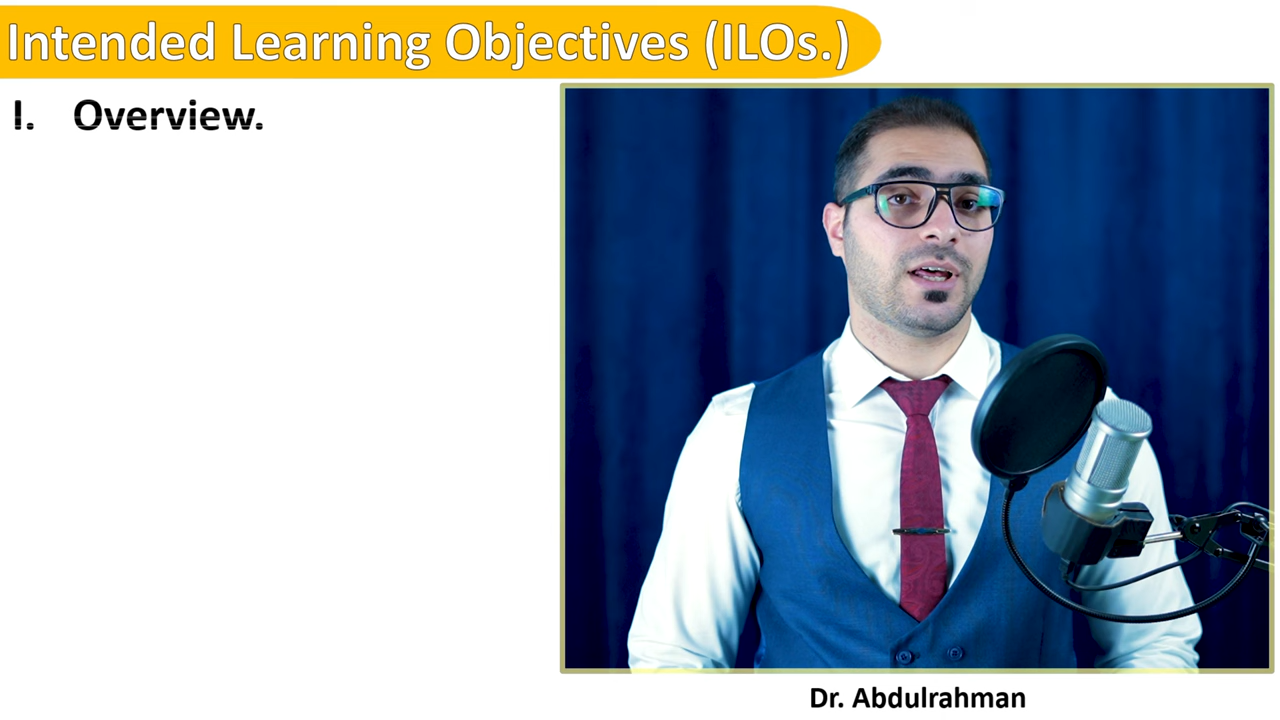 Intended Learning Objectives (ILOs.)
I. Overview.
Dr. Abdulrahman